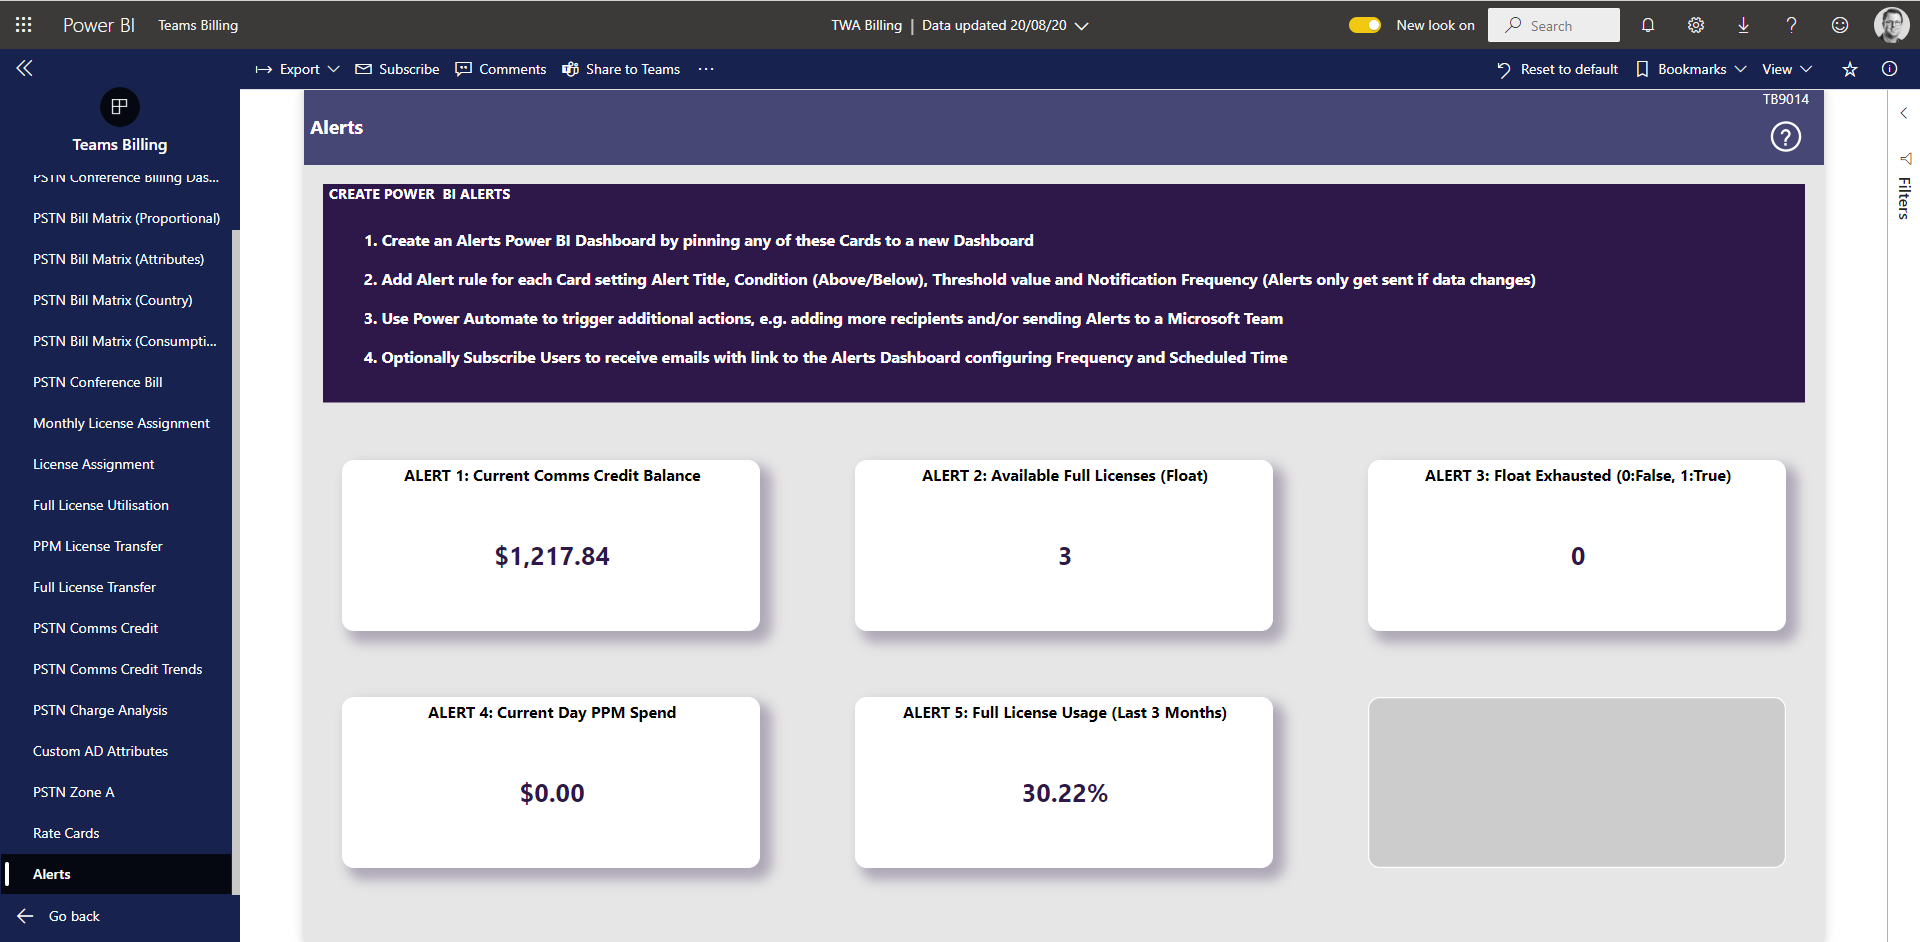 Power BI
Teams Billing
TWA Billing | Data updated 20/08/20
New look on
Search
Export
Subscribe
Comments
Share to Teams
Reset to default
Bookmarks
View
Teams Billing
PSTN Conference Billing Das...
PSTN Bill Matrix (Proportional)
PSTN Bill Matrix (Attributes)
PSTN Bill Matrix (Country)
PSTN Bill Matrix (Consumpti...
PSTN Conference Bill
Monthly License Assignment
License Assignment
Full License Utilisation
PPM License Transfer
Full License Transfer
PSTN Comms Credit
PSTN Comms Credit Trends
PSTN Charge Analysis
Custom AD Attributes
PSTN Zone A
Rate Cards
Alerts
Go back
TB9014
Alerts
CREATE POWER  BI ALERTS
1. Create an Alerts Power BI Dashboard by pinning any of these Cards to a new Dashboard
2. Add Alert rule for each Card setting Alert Title, Condition (Above/Below), Threshold value and Notification Frequency (Alerts only get sent if data changes)
3. Use Power Automate to trigger additional actions, e.g. adding more recipients and/or sending Alerts to a Microsoft Team
4. Optionally Subscribe Users to receive emails with link to the Alerts Dashboard configuring Frequency and Scheduled Time
ALERT 1: Current Comms Credit Balance
$1,217.84
ALERT 2: Available Full Licenses (Float)
3
ALERT 3: Float Exhausted (0:False, 1:True)
0
ALERT 4: Current Day PPM Spend
$0.00
ALERT 5: Full License Usage (Last 3 Months)
30.22%
Filters